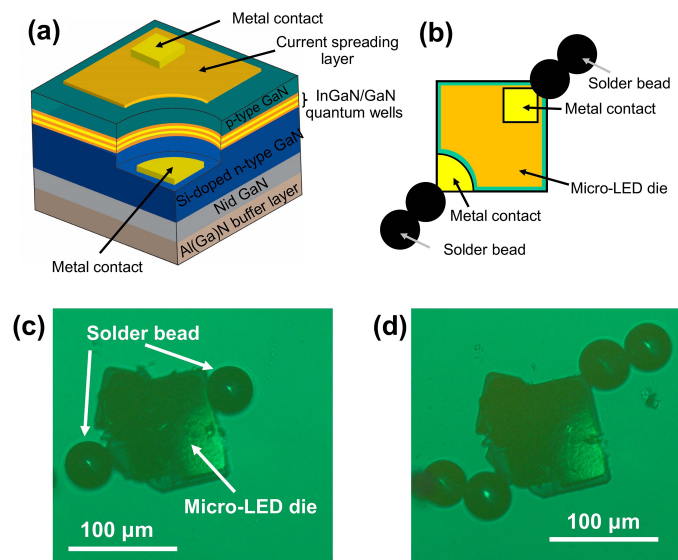 (a)
Metal contact
Current spreading
layer
p-type GaN
InGaN/GaN
quantum wells
Si-doped n-type GaN
Nid GaN
Al(Ga)N buffer layer
Metal contact
(b)
Solder bead
Metal contact
Micro-LED die
Metal contact
Solder bead
(c)
Solder bead
Micro-LED die
100 µm
(d)
100 µm